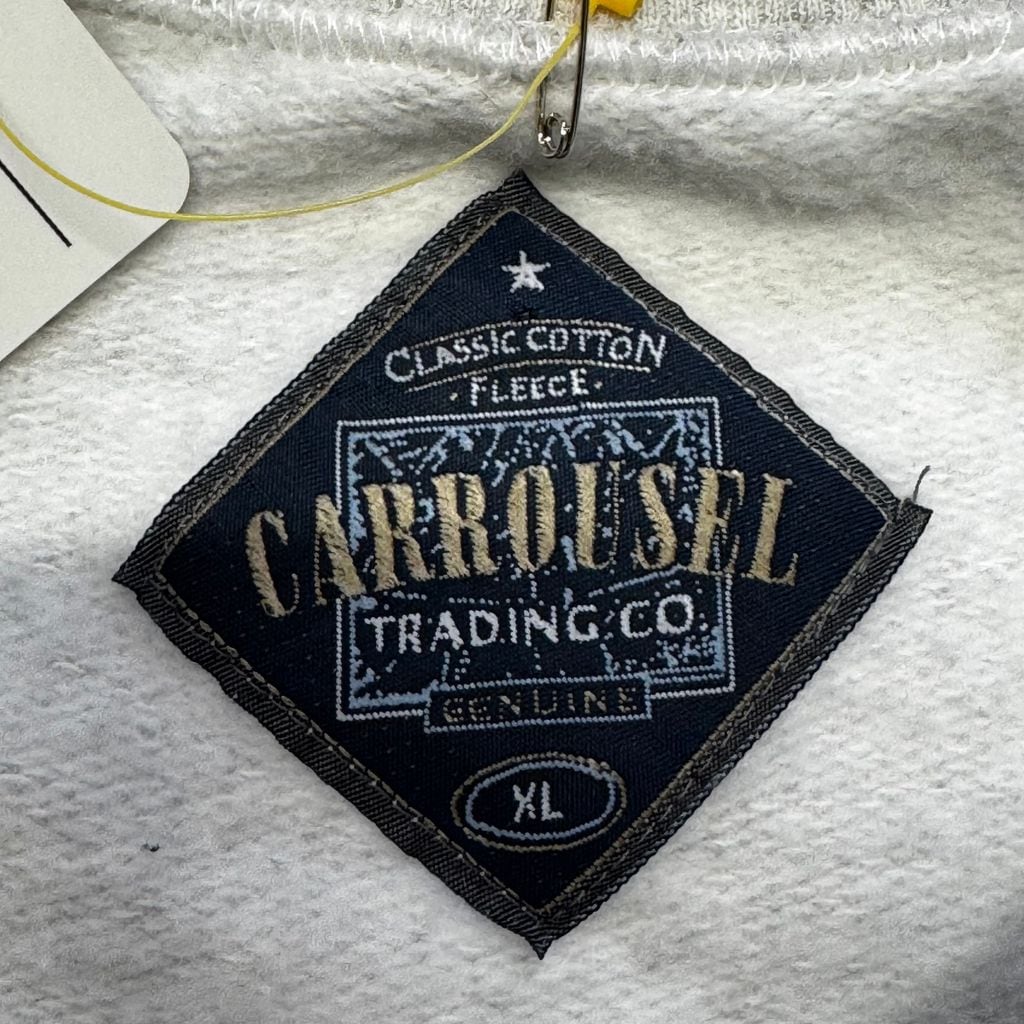 CLASSIC COTTON
·FLEECE·
CARROUSEL
TRADING CO.
GENUINE
XL